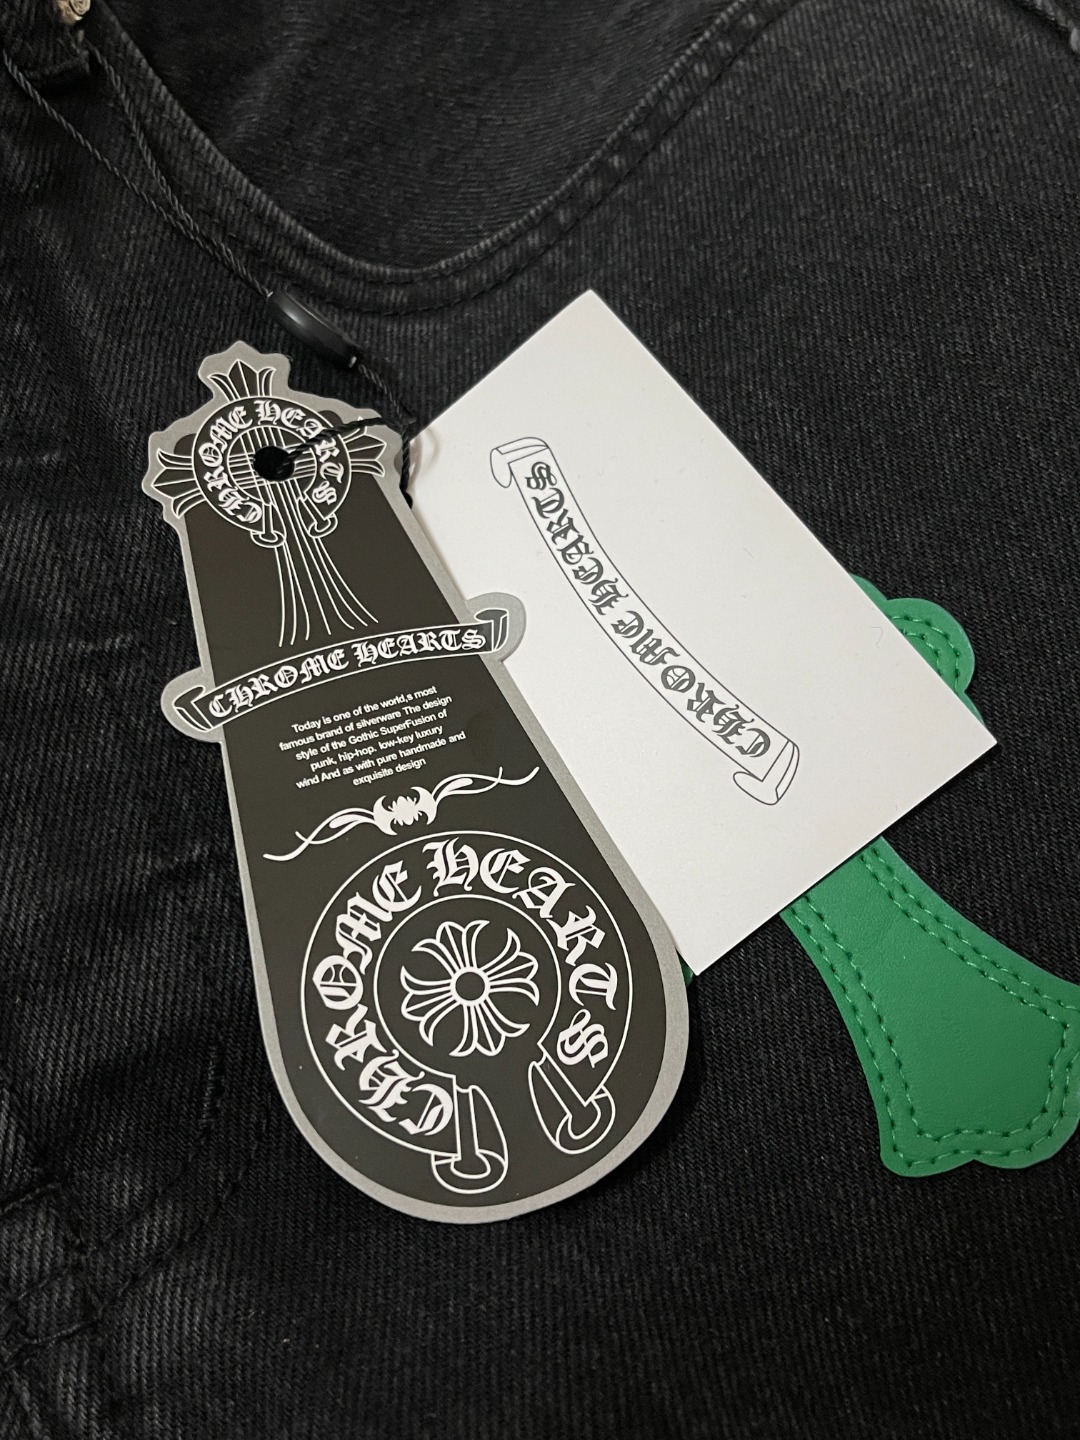 CHROME HEARTS
CHROME HEARTS
Today is one of the world,s most
famous brand of silverware The design
style of the Gothic SuperFusion of
punk, hip-hop. low-key luxury
wind And as with pure handmade and
exquisite design
CHROME HEARTS
CHROME HEARTS